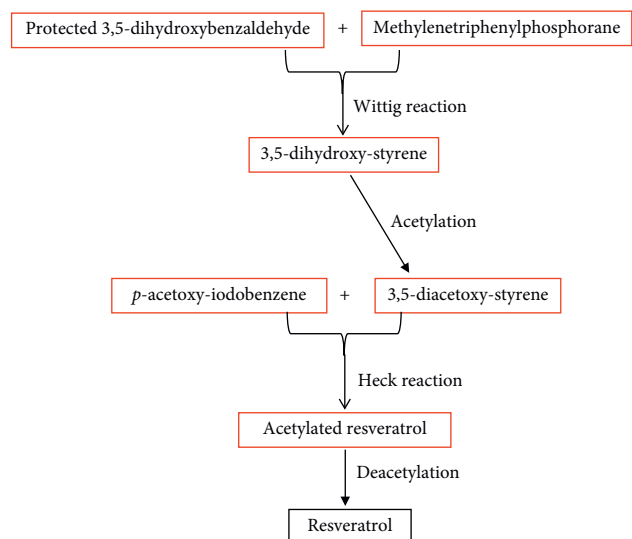 Protected 3,5-dihydroxybenzaldehyde + Methylenetriphenylphosphorane
Wittig reaction
3,5-dihydroxy-styrene
Acetylation
p-acetoxy-iodobenzene + 3,5-diacetoxy-styrene
Heck reaction
Acetylated resveratrol
Deacetylation
Resveratrol